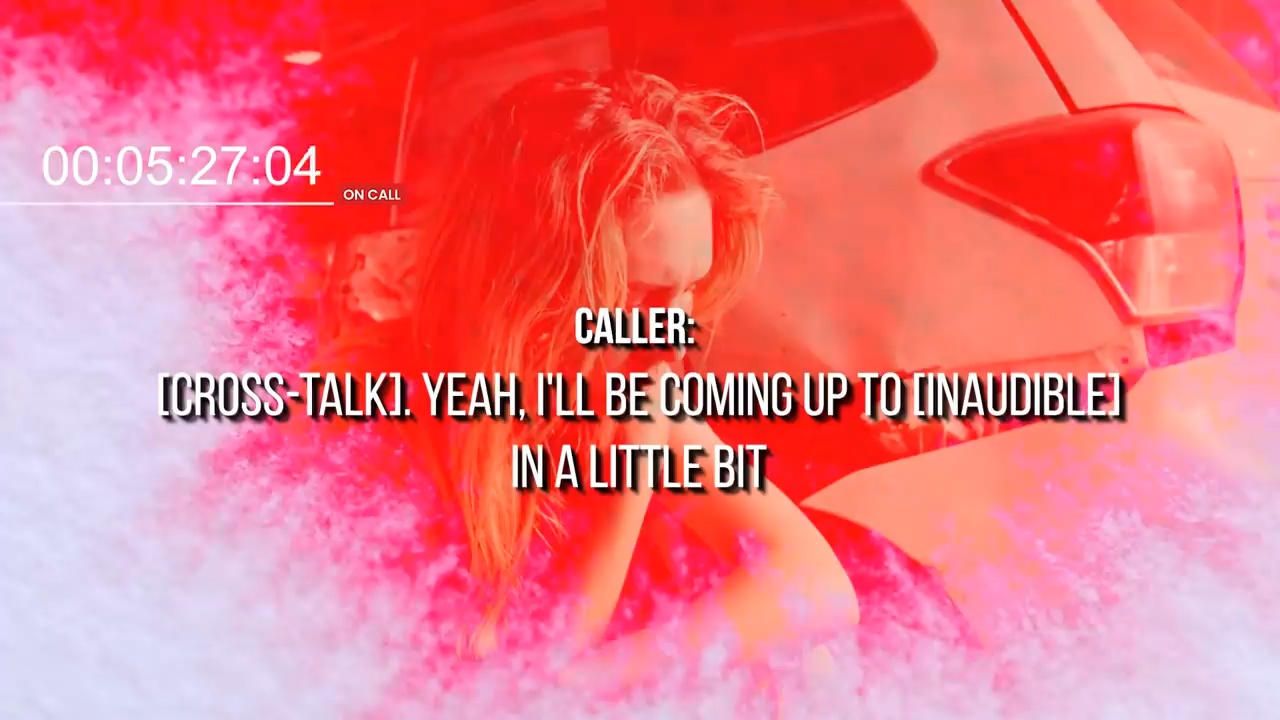 00:05:27:04
ON CALL
CALLER:
[CROSS-TALK]. YEAH, I'LL BE COMING UP TO [INAUDIBLE]
IN A LITTLE BIT